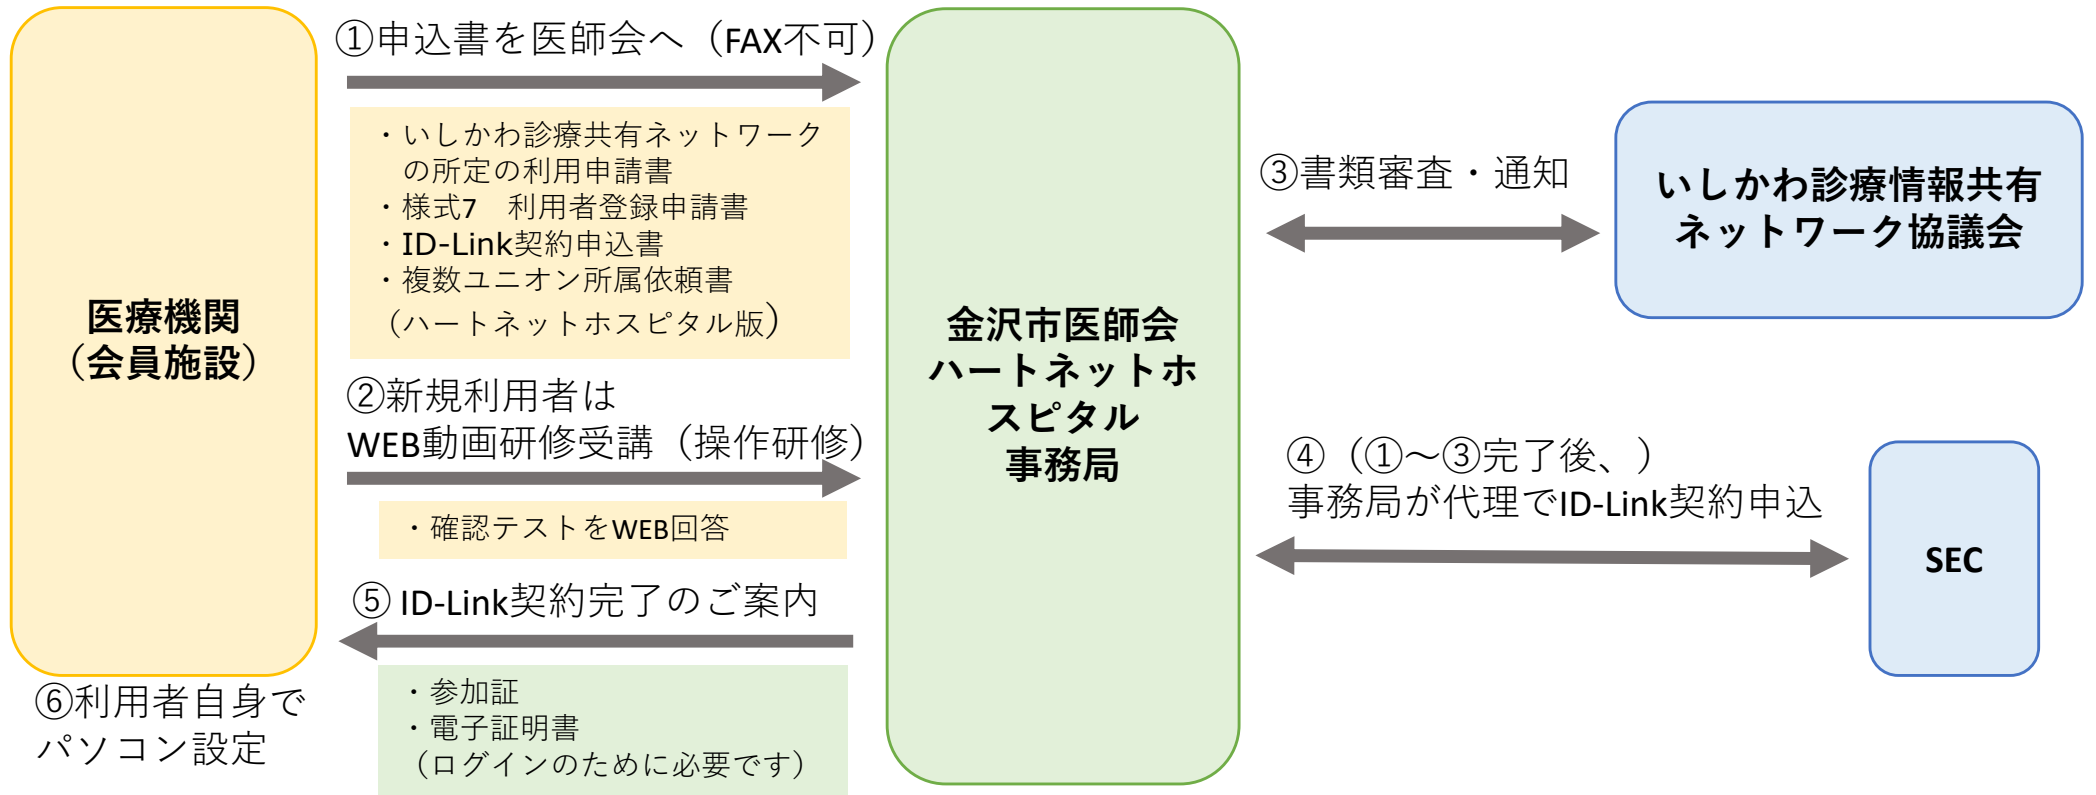 医療機関
（会員施設）
①申込書を医師会へ（FAX不可）
・いしかわ診療共有ネットワーク
の所定の利用申請書
・様式7　利用者登録申請書
・ID-Link契約申込書
・複数ユニオン所属依頼書
（ハートネットホスピタル版）
②新規利用者は
WEB動画研修受講（操作研修）
・確認テストをWEB回答
⑤ID-Link契約完了のご案内
・参加証
・電子証明書
（ログインのために必要です）
⑥利用者自身で
パソコン設定
金沢市医師会
ハートネットホ
スピタル
事務局
③書類審査・通知
いしかわ診療情報共有
ネットワーク協議会
④（①～③完了後、）
事務局が代理でID-Link契約申込
SEC